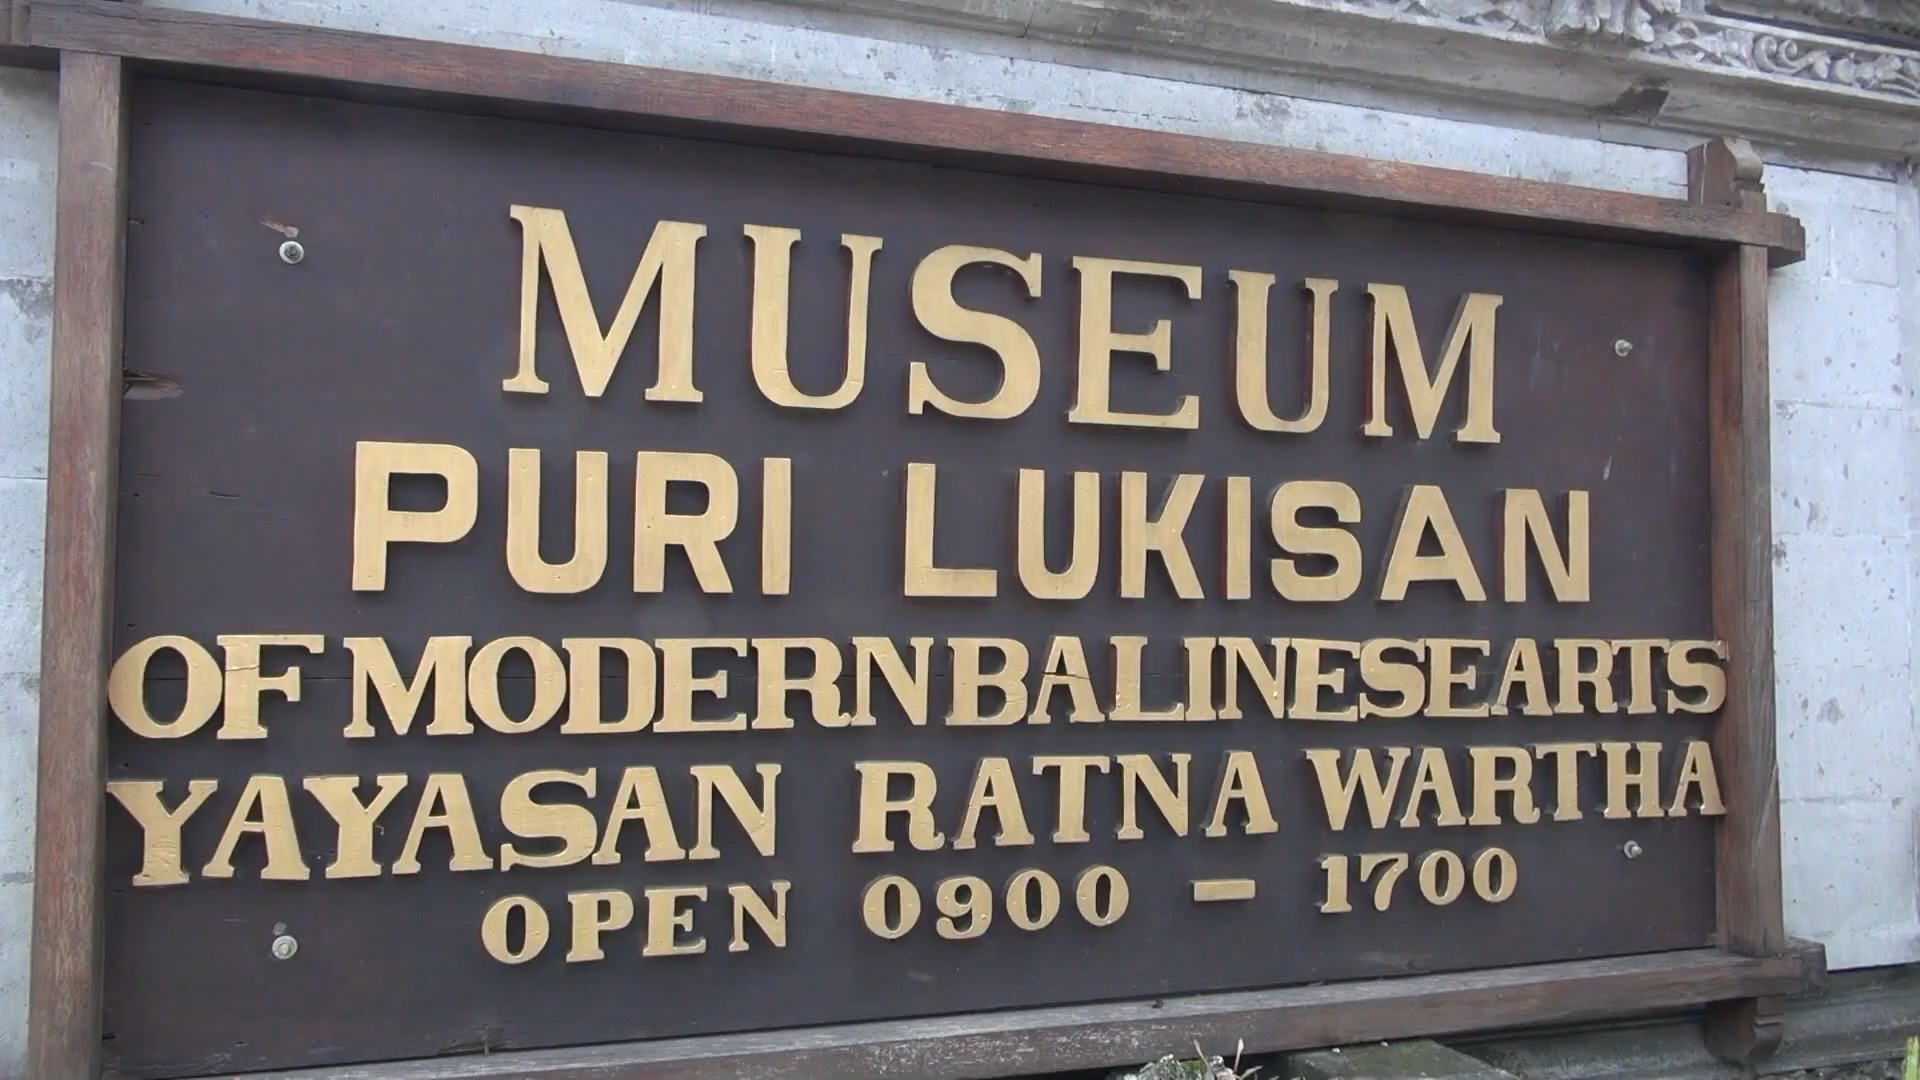 MUSEUM
PURI LUKISAN
OF MODERN BALINESE ARTS
YAYASAN RATNA WARTHA
OPEN 0900 - 1700